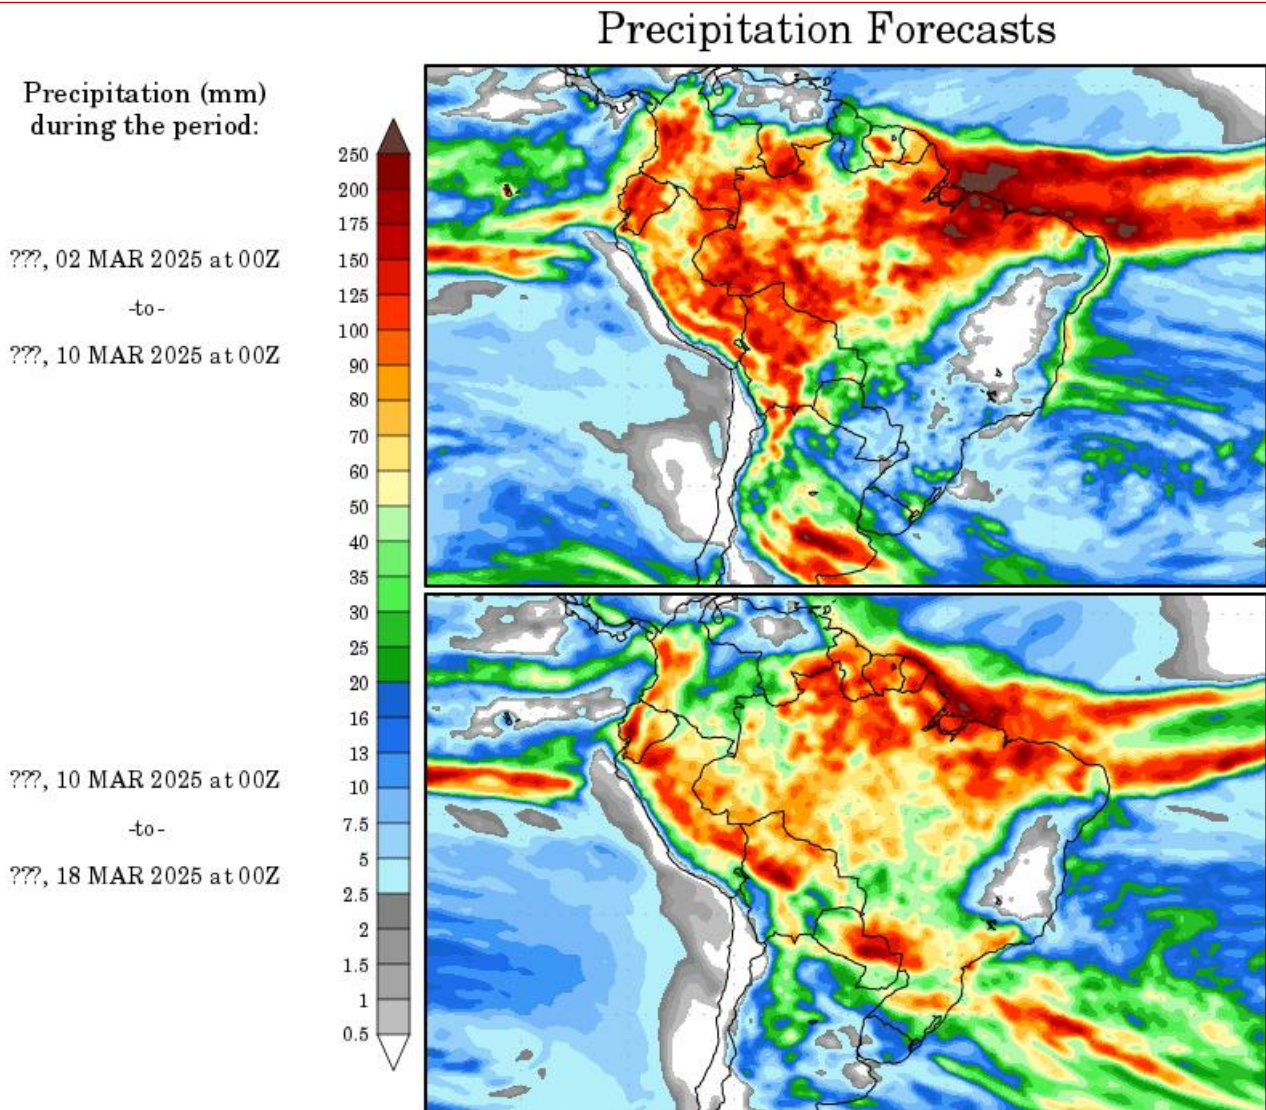 Precipitation Forecasts
Precipitation (mm)
during the period:
???, 02 MAR 2025 at 00Z
-to-
???, 10 MAR 2025 at 00Z
???, 10 MAR 2025 at 00Z
-to-
???, 18 MAR 2025 at 00Z
250
200
175
150
125
100
90
80
70
60
50
40
35
30
25
20
16
13
10
7.5
5
2.5
2
1.5
1
0.5